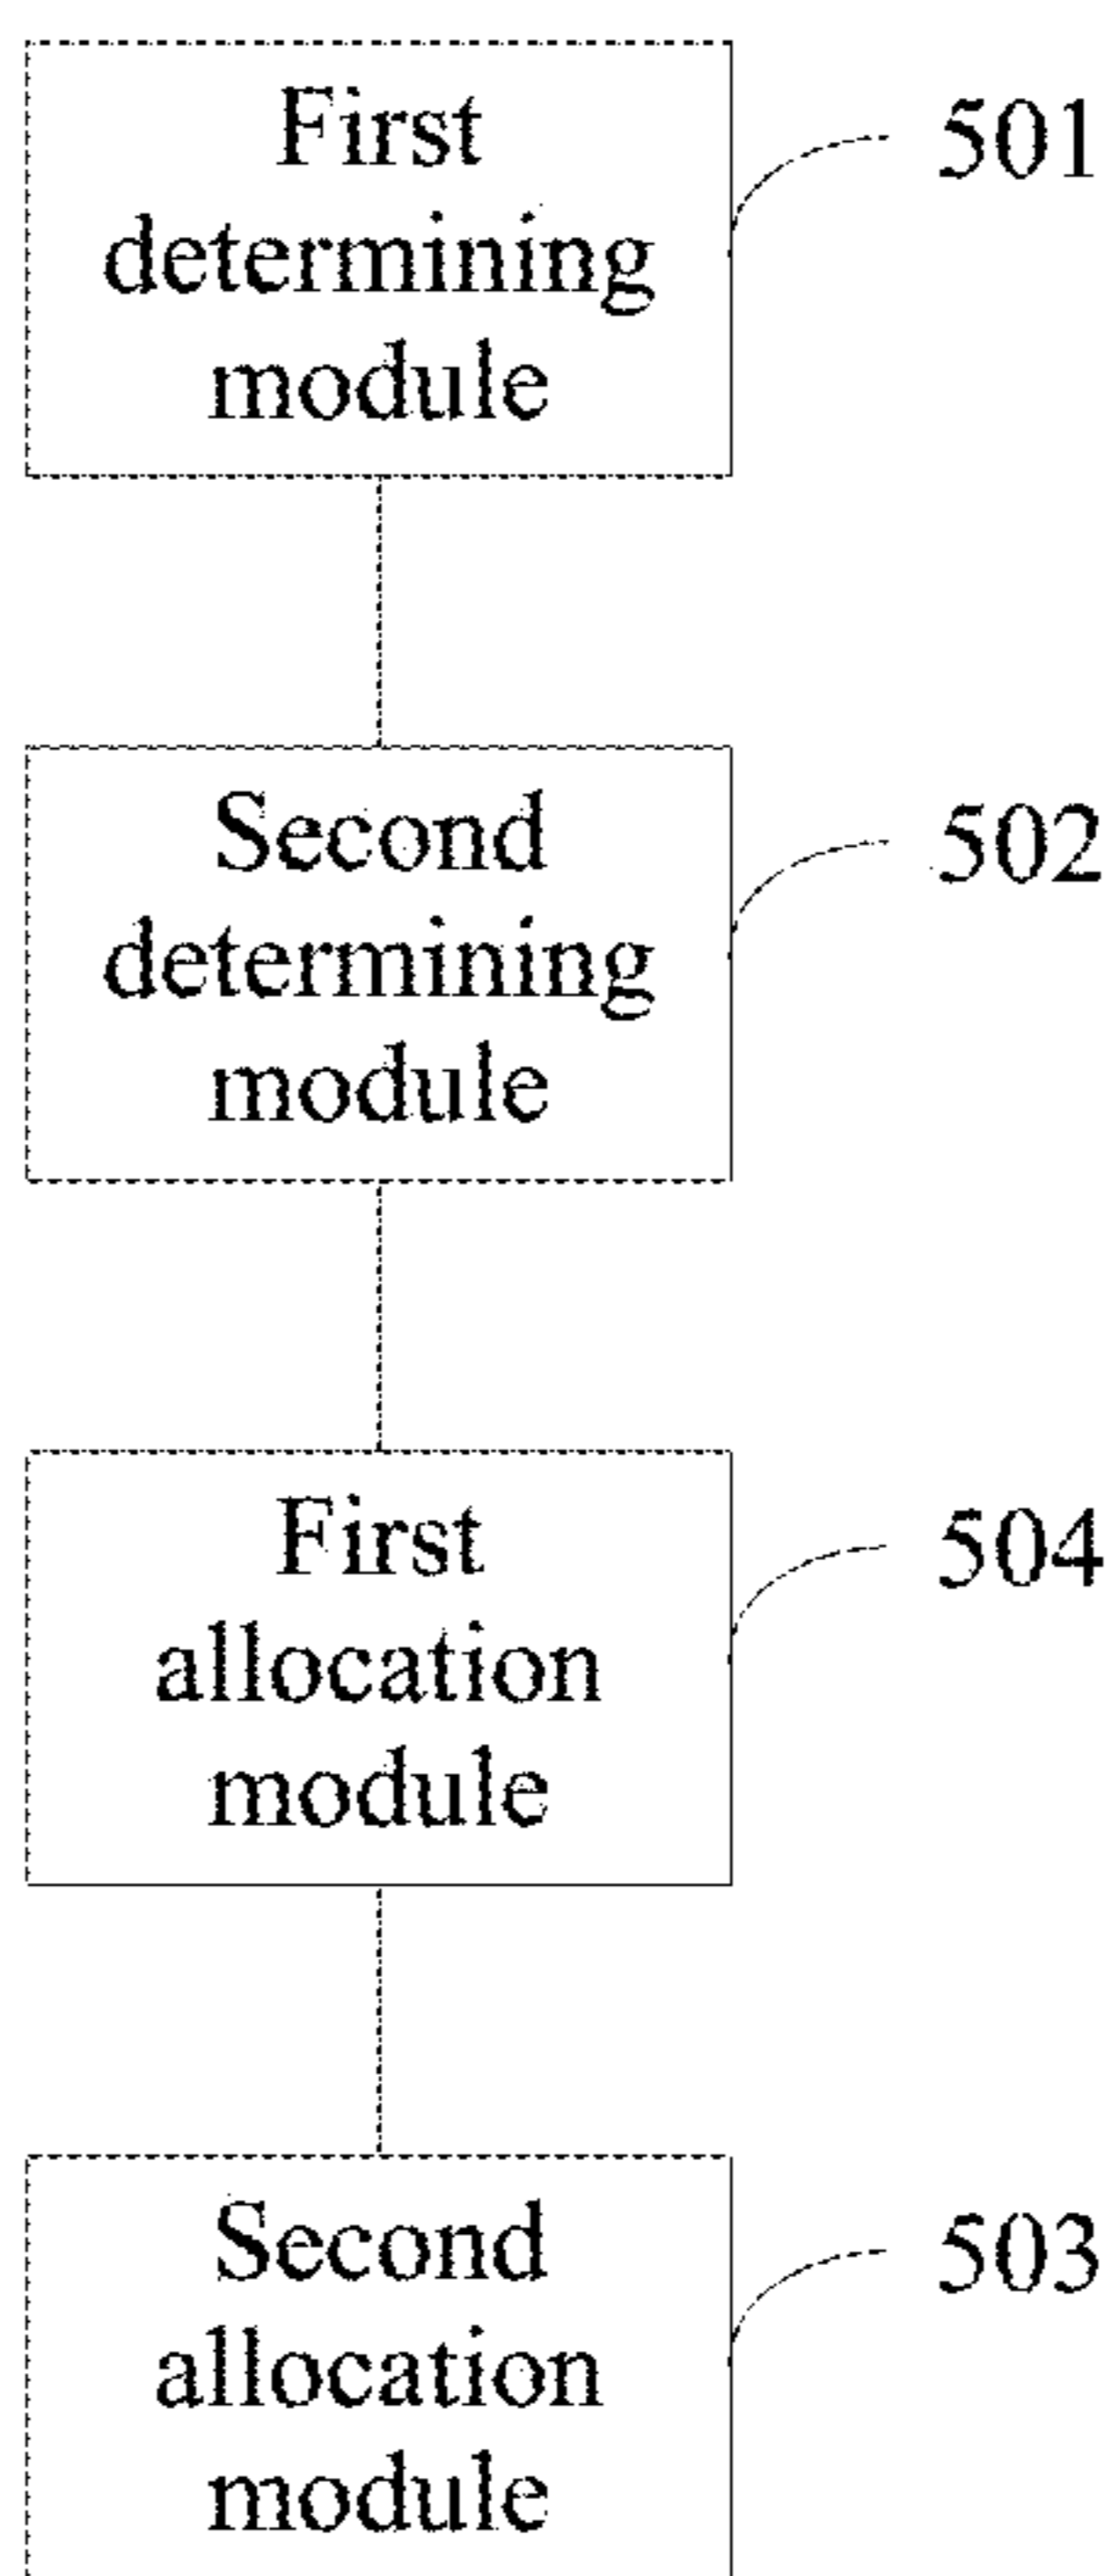 First
determining
module
501
Second
determining
module
502
First
allocation
module
504
Second
allocation
module
503